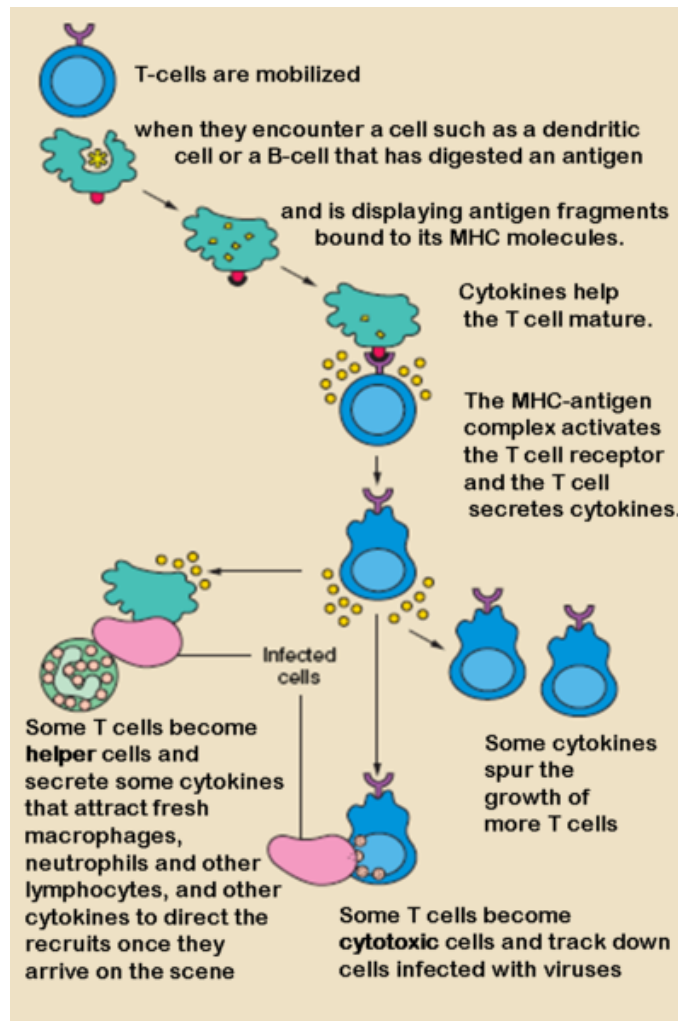 T-cells are mobilized
when they encounter a cell such as a dendritic
cell or a B-cell that has digested an antigen
and is displaying antigen fragments
bound to its MHC molecules.
Cytokines help
the T cell mature.
The MHC-antigen
complex activates
the T cell receptor
and the T cell
secretes cytokines.
Infected
cells
Some T cells become
helper cells and
secrete some cytokines
that attract fresh
macrophages,
neutrophils and other
lymphocytes, and other
cytokines to direct the
recruits once they
arrive on the scene
Some cytokines
spur the
growth of
more T cells
Some T cells become
cytotoxic cells and track down
cells infected with viruses